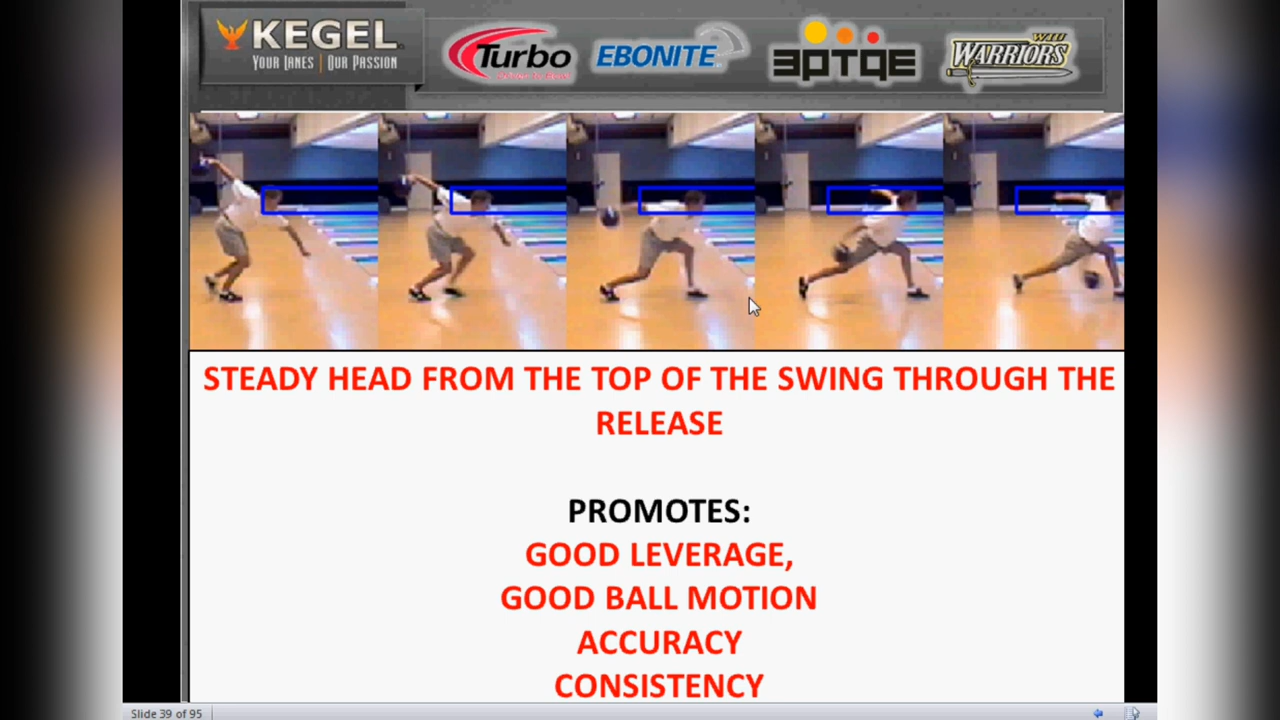 KEGEL
YOUR LANES | OUR PASSION
Turbo
EBONITE
WARRIORS
STEADY HEAD FROM THE TOP OF THE SWING THROUGH THE
RELEASE
PROMOTES:
GOOD LEVERAGE,
GOOD BALL MOTION
ACCURACY
CONSISTENCY
Slide 39 of 95